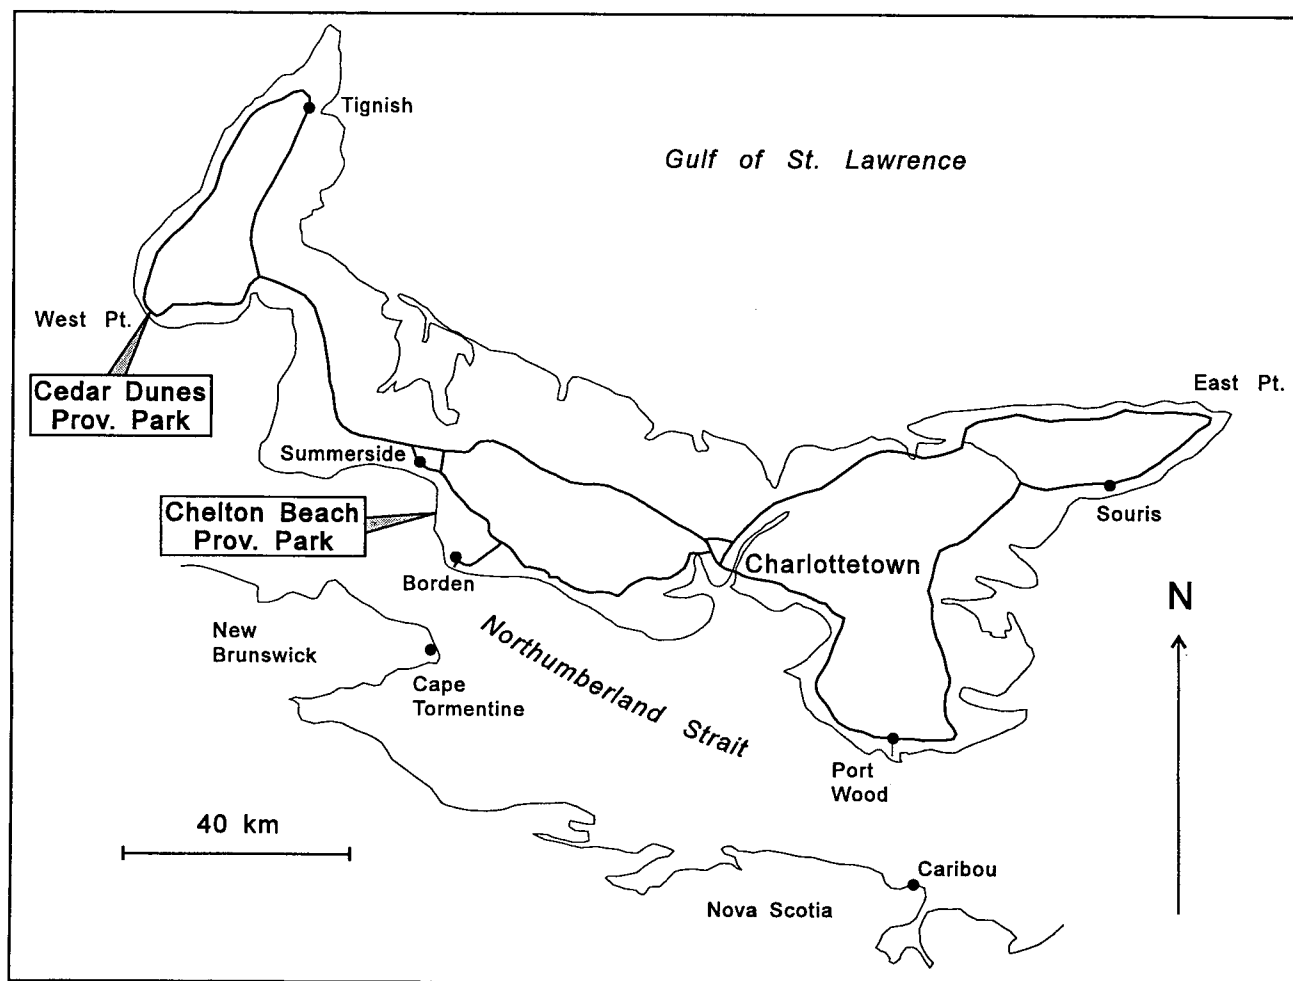 Tignish
Gulf of St. Lawrence
West Pt.
Cedar Dunes
Prov. Park
East Pt.
Summerside
Chelton Beach
Prov. Park
Souris
Charlottetown
Borden
N
New
Brunswick
Northumberland Strait
Cape
Tormentine
Port
Wood
40 km
Caribou
Nova Scotia